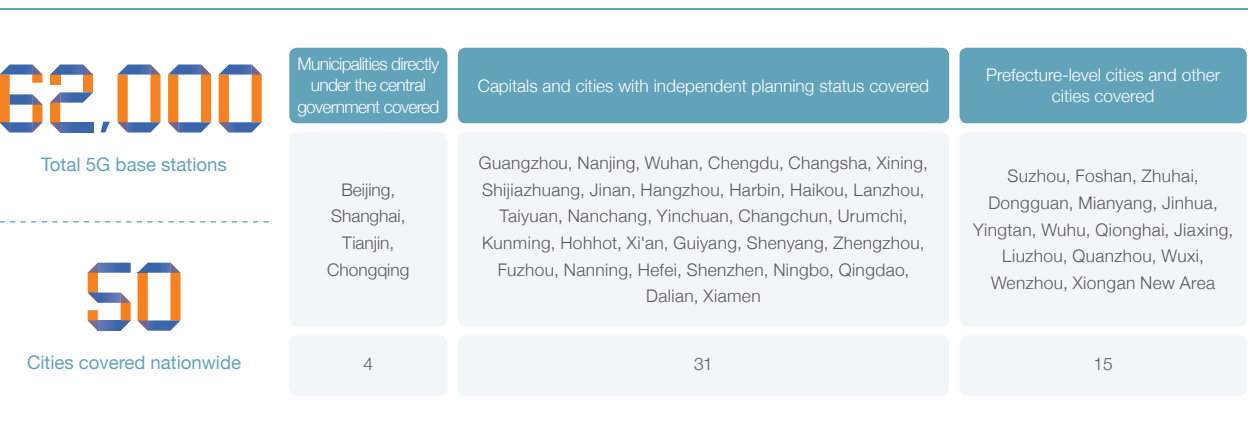 62,000
Total 5G base stations
50
Cities covered nationwide
Municipalities directly
under the central
government covered
Beijing,
Shanghai,
Tianjin,
Chongqing
4
Capitals and cities with independent planning status covered
Guangzhou, Nanjing, Wuhan, Chengdu, Changsha, Xining,
Shijiazhuang, Jinan, Hangzhou, Harbin, Haikou, Lanzhou,
Taiyuan, Nanchang, Yinchuan, Changchun, Urumchi,
Kunming, Hohhot, Xi'an, Guiyang, Shenyang, Zhengzhou,
Fuzhou, Nanning, Hefei, Shenzhen, Ningbo, Qingdao,
Dalian, Xiamen
31
Prefecture-level cities and other
cities covered
Suzhou, Foshan, Zhuhai,
Dongguan, Mianyang, Jinhua,
Yingtan, Wuhu, Qionghai, Jiaxing,
Liuzhou, Quanzhou, Wuxi,
Wenzhou, Xiongan New Area
15